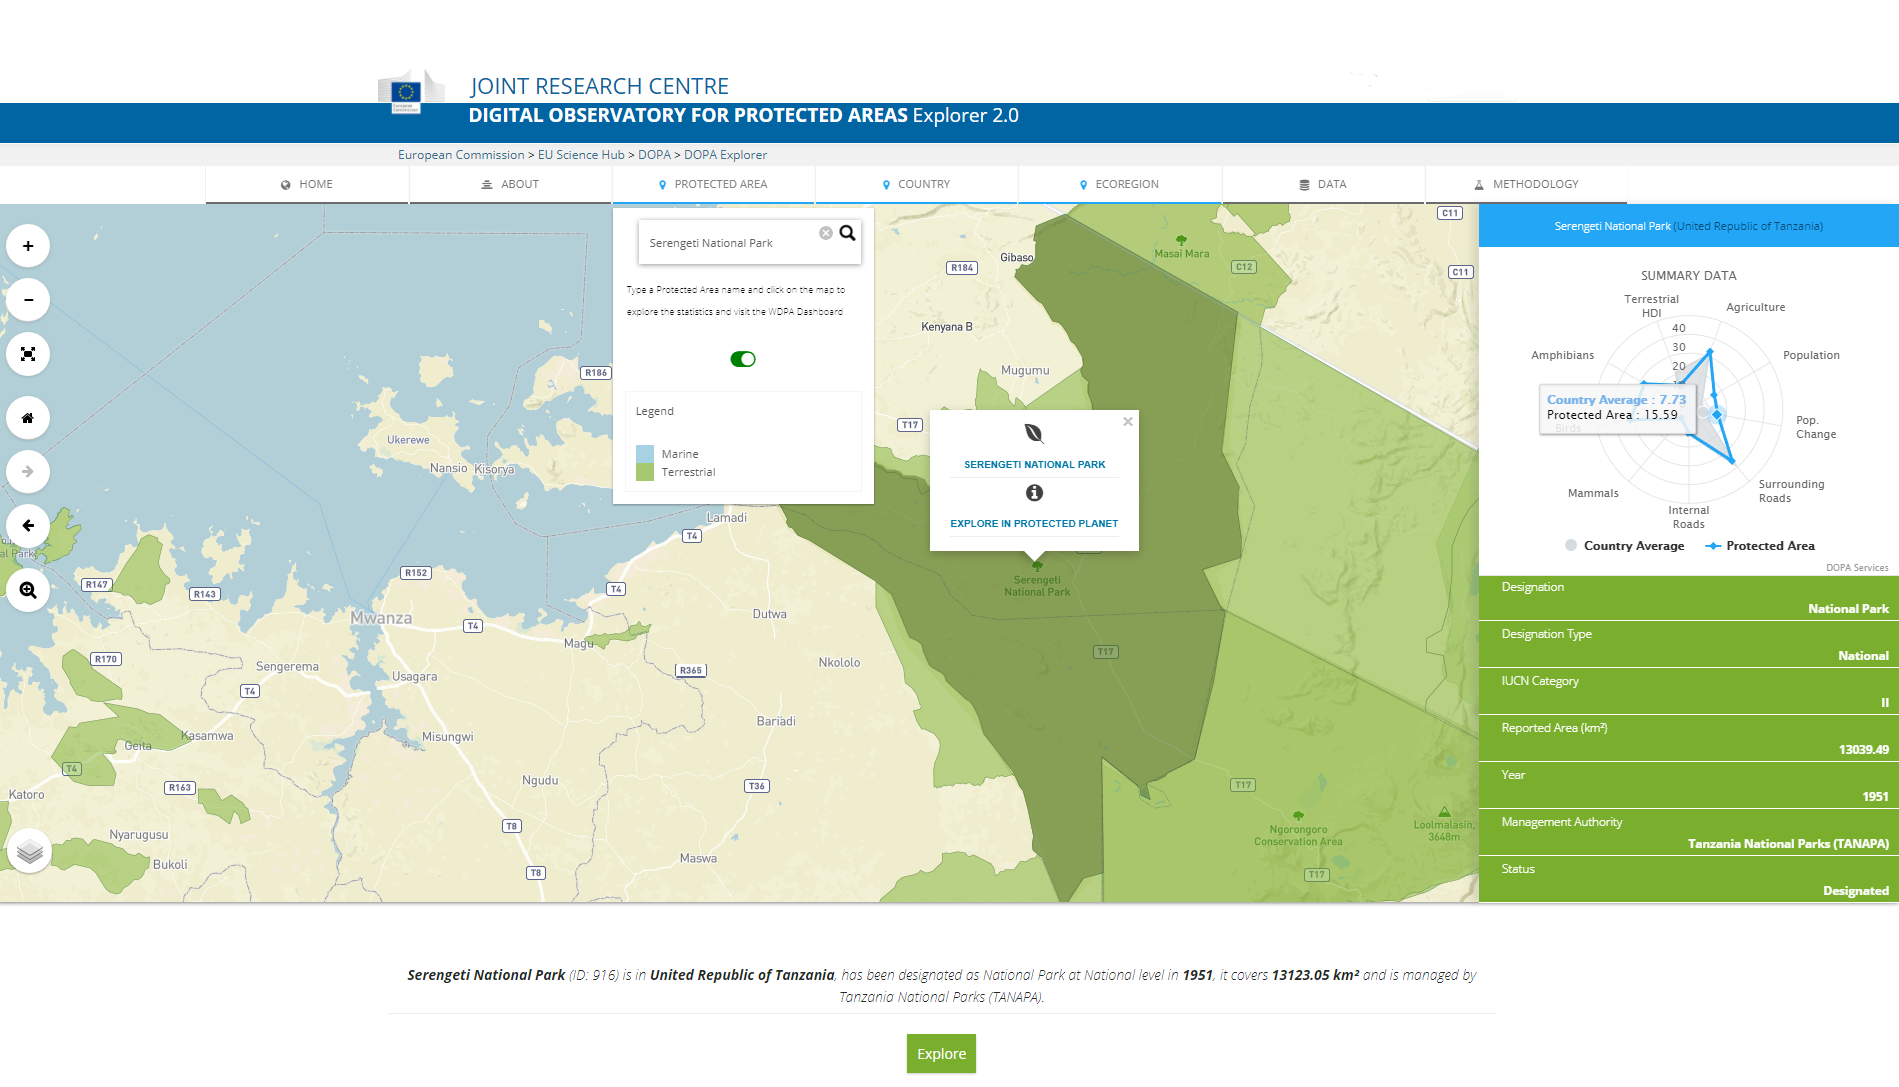 JOINT RESEARCH CENTRE
DIGITAL OBSERVATORY FOR PROTECTED AREAS Explorer 2.0
European Commission > EU Science Hub > DOPA > DOPA Explorer
HOME
ABOUT
PROTECTED AREA
COUNTRY
ECOREGION
DATA
METHODOLOGY
+
−
Serengeti National Park
Type a Protected Area name and click on the map to
explore the statistics and visit the WDPA Dashboard
Legend
Marine
Terrestrial
SERENGETI NATIONAL PARK
EXPLORE IN PROTECTED PLANET
C11
Masai Mara
C12
C11
Gibaso
R184
Kenyana B
Mugumu
R186
T17
Ukerewe
Nansio
Kisorya
Lamadi
T4
Serengeti
National Park
R147
R143
R152
T4
Mwanza
T4
Dutwa
Magu
T17
R170
Sengerema
T4
Usagara
R365
Nkololo
Bariadi
Kasamwa
Geita
Misungwi
T4
Katoro
R163
Ngudu
T36
T17
Nyarugusu
T8
Ngorongoro
Conservation Area
Loolmalasin,
3648m
Bukoli
T8
Maswa
T17
Serengeti National Park (United Republic of Tanzania)
SUMMARY DATA
Terrestrial
HDI
Agriculture
Population
Pop.
Change
Surrounding
Roads
Internal
Roads
Mammals
Birds
Amphibians
40
30
20
Country Average : 7.73
Protected Area : 15.59
Country Average
Protected Area
DOPA Services
Designation
National Park
Designation Type
National
IUCN Category
II
Reported Area (km²)
13039.49
Year
1951
Management Authority
Tanzania National Parks (TANAPA)
Status
Designated
Serengeti National Park (ID: 916) is in United Republic of Tanzania, has been designated as National Park at National level in 1951, it covers 13123.05 km² and is managed by
Tanzania National Parks (TANAPA).
Explore